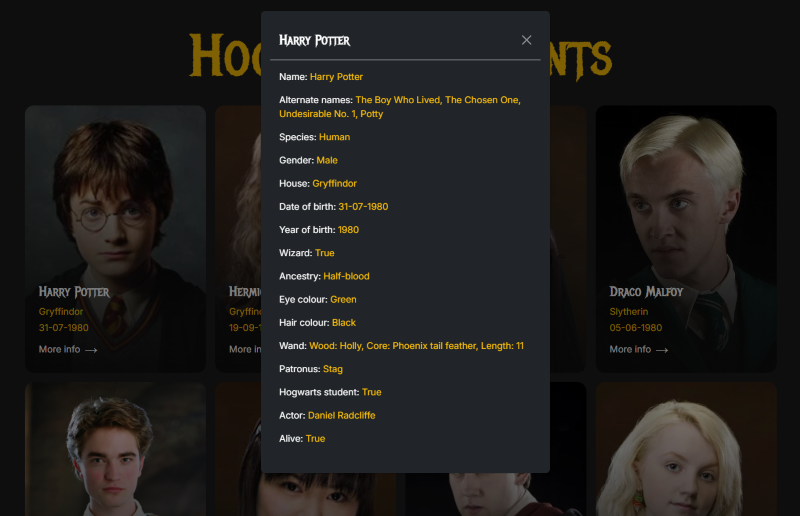 HOG NTS
HARRY POTTER
Name: Harry Potter
Alternate names: The Boy Who Lived, The Chosen One,
Undesirable No. 1, Potty
Species: Human
Gender: Male
House: Gryffindor
Date of birth: 31-07-1980
Year of birth: 1980
Wizard: True
Ancestry: Half-blood
Eye colour: Green
Hair colour: Black
Wand: Wood: Holly, Core: Phoenix tail feather, Length: 11
Patronus: Stag
Hogwarts student: True
Actor: Daniel Radcliffe
Alive: True
HARRY POTTER
Gryffindor
31-07-1980
More info →
HERMI
Gryffindo
19-09-1
More in
DRACO MALFOY
Slytherin
05-06-1980
More info →